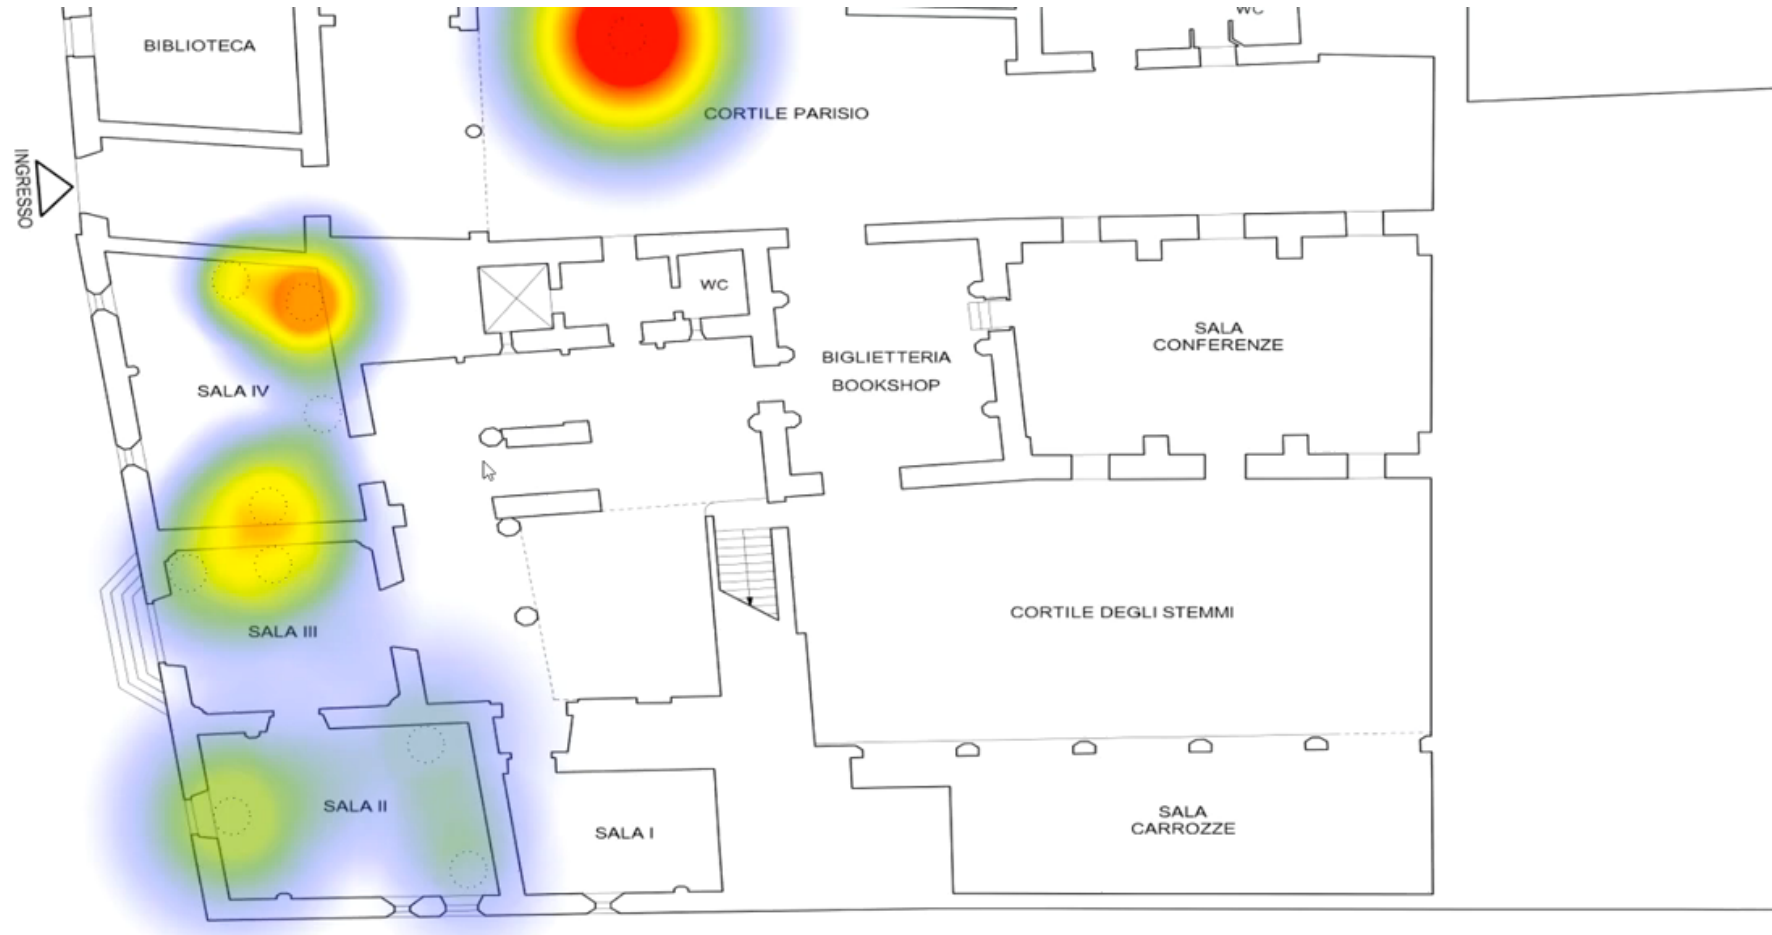 WC
BIBLIOTECA
CORTILE PARISIO
INGRESSO
WC
SALA
CONFERENZE
BIGLIETTERIA
BOOKSHOP
SALA IV
CORTILE DEGLI STEMMI
SALA III
SALA II
SALA I
SALA
CARROZZE